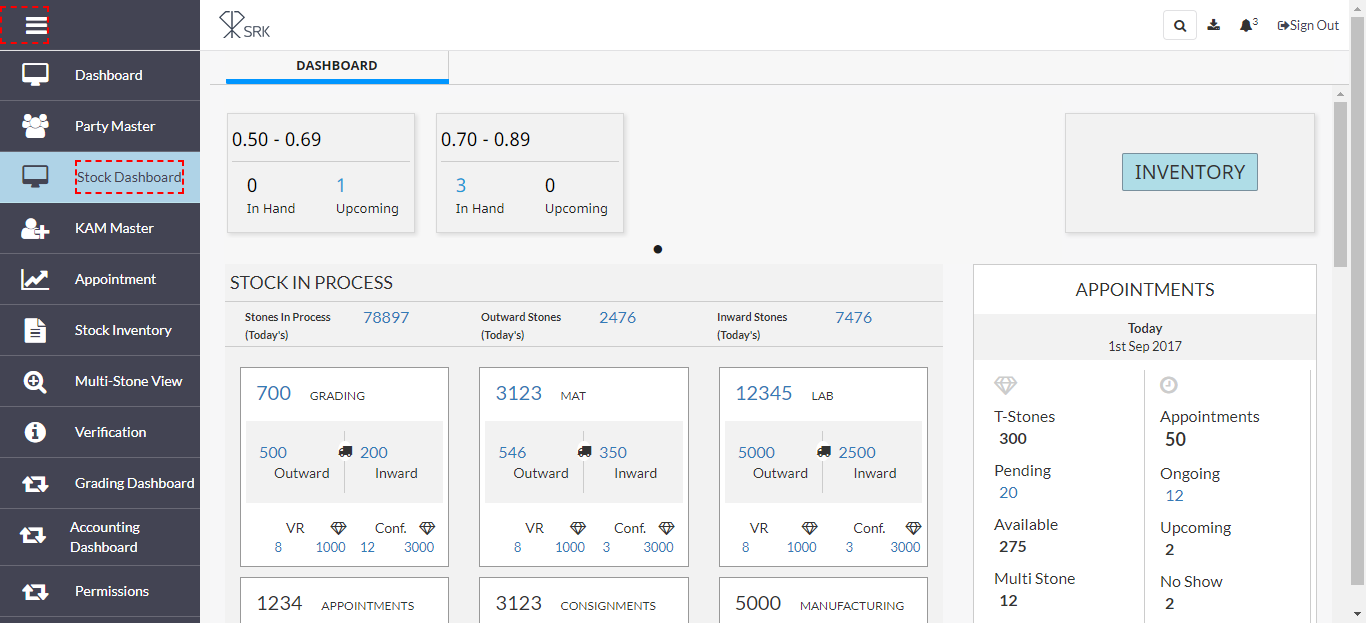 SRK
3
Sign Out
Dashboard
Party Master
Stock Dashboard
KAM Master
Appointment
Stock Inventory
Multi-Stone View
Verification
Grading Dashboard
Accounting
Dashboard
Permissions
DASHBOARD
0.50 - 0.69
0 1
In Hand Upcoming
0.70 - 0.89
3 0
In Hand Upcoming
INVENTORY
STOCK IN PROCESS
Stones In Process 78897 Outward Stones 2476 Inward Stones 7476
(Today's) (Today's) (Today's)
700 GRADING
500 200
Outward Inward
VR Conf.
8 1000 12 3000
3123 MAT
546 350
Outward Inward
VR Conf.
8 1000 3 3000
12345 LAB
5000 2500
Outward Inward
VR Conf.
8 1000 3 3000
1234 APPOINTMENTS
3123 CONSIGNMENTS
5000 MANUFACTURING
APPOINTMENTS
Today
1st Sep 2017
T-Stones
300
Pending
20
Available
275
Multi Stone
12
Appointments
50
Ongoing
12
Upcoming
2
No Show
2